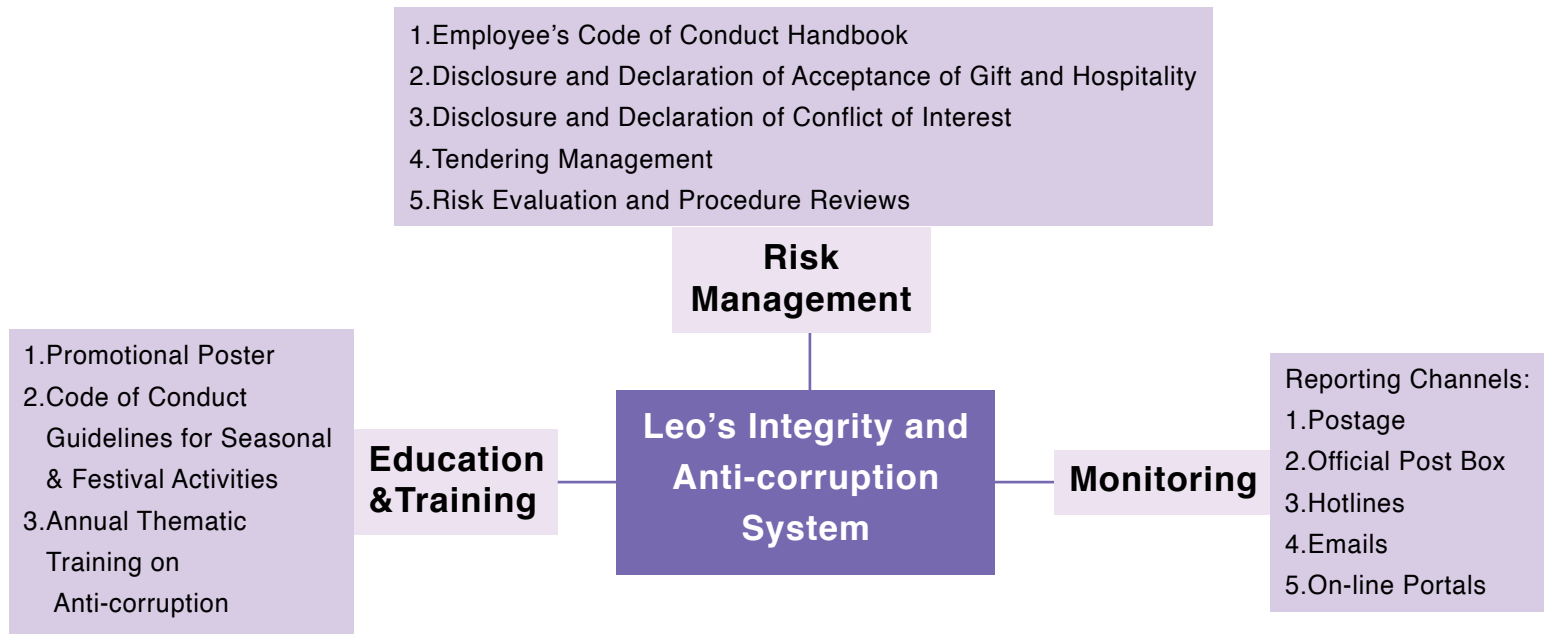 1.Employee's Code of Conduct Handbook
2.Disclosure and Declaration of Acceptance of Gift and Hospitality
3.Disclosure and Declaration of Conflict of Interest
4.Tendering Management
5.Risk Evaluation and Procedure Reviews
Risk
Management
1.Promotional Poster
2.Code of Conduct
Guidelines for Seasonal
& Festival Activities
3.Annual Thematic
Training on
Anti-corruption
Education
&Training
Leo's Integrity and
Anti-corruption
System
Monitoring
Reporting Channels:
1.Postage
2.Official Post Box
3.Hotlines
4.Emails
5.On-line Portals